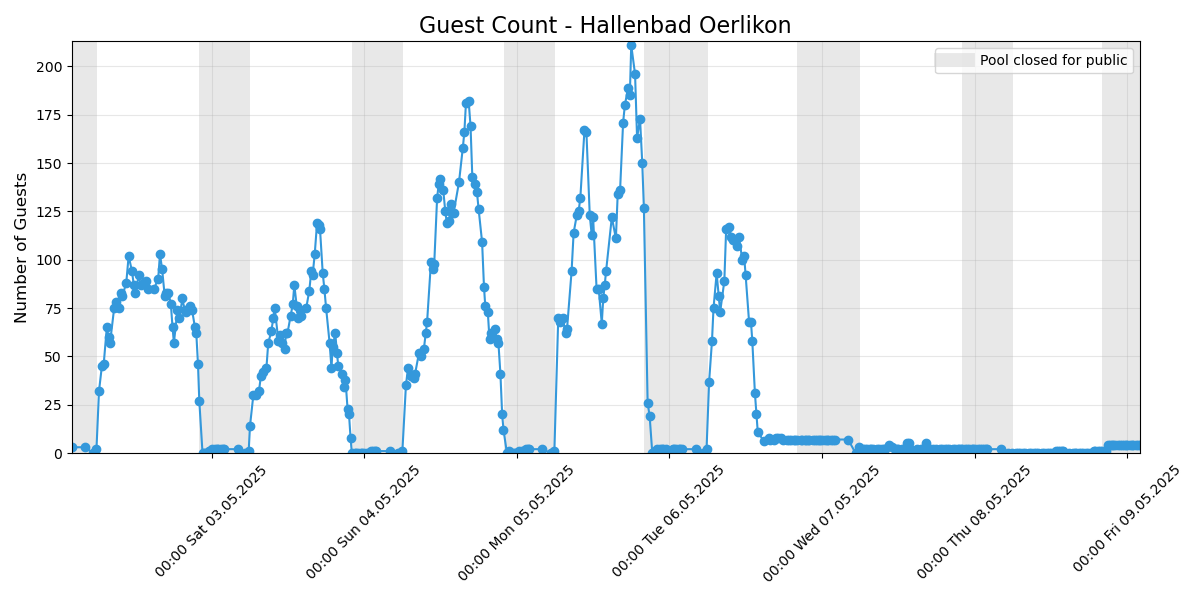 Guest Count - Hallenbad Oerlikon
Pool closed for public
Number of Guests
200
175
150
125
100
75
50
25
0
00:00 Sat 03.05.2025
00:00 Sun 04.05.2025
00:00 Mon 05.05.2025
00:00 Tue 06.05.2025
00:00 Wed 07.05.2025
00:00 Thu 08.05.2025
00:00 Fri 09.05.2025